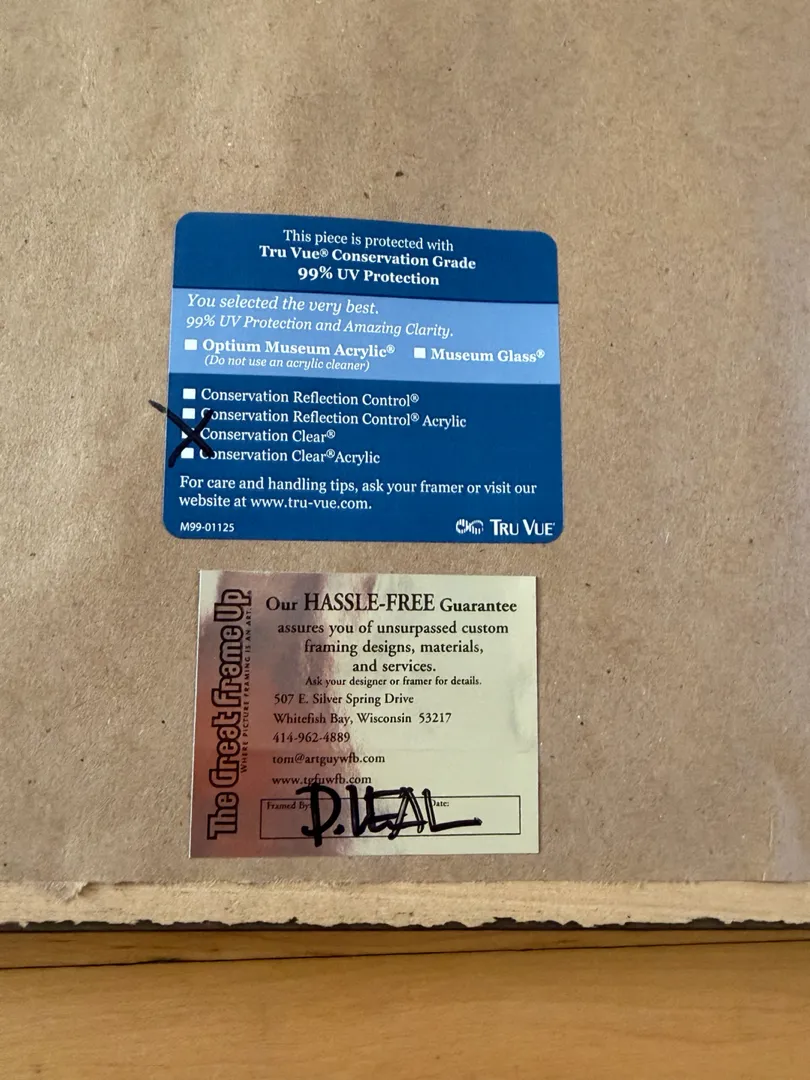 This piece is protected with
Tru Vue® Conservation Grade
99% UV Protection
You selected the very best.
99% UV Protection and Amazing Clarity.
Optium Museum Acrylic® Museum Glass®
(Do not use an acrylic cleaner)
Conservation Reflection Control®
Conservation Reflection Control® Acrylic
Conservation Clear®
Conservation Clear® Acrylic
For care and handling tips, ask your framer or visit our
website at www.tru-vue.com.
M99-01125 TRU VUE
The Great Frame Up
WHERE PICTURE FRAMING IS AN ART.
Our HASSLE-FREE Guarantee
assures you of unsurpassed custom
framing designs, materials,
and services.
Ask your designer or framer for details.
507 E. Silver Spring Drive
Whitefish Bay, Wisconsin 53217
414-962-4889
tom@artguywfb.com
www.tgfuwfb.com
Framed By: D.VEAL Date: